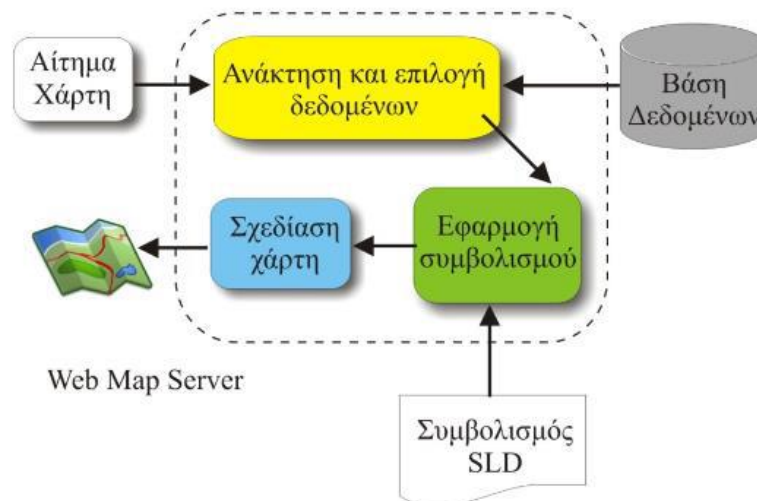 Αίτημα
Χάρτη
Ανάκτηση και επιλογή
δεδομένων
Βάση
Δεδομένων
Σχεδίαση
χάρτη
Εφαρμογή
συμβολισμού
Web Map Server
Συμβολισμός
SLD